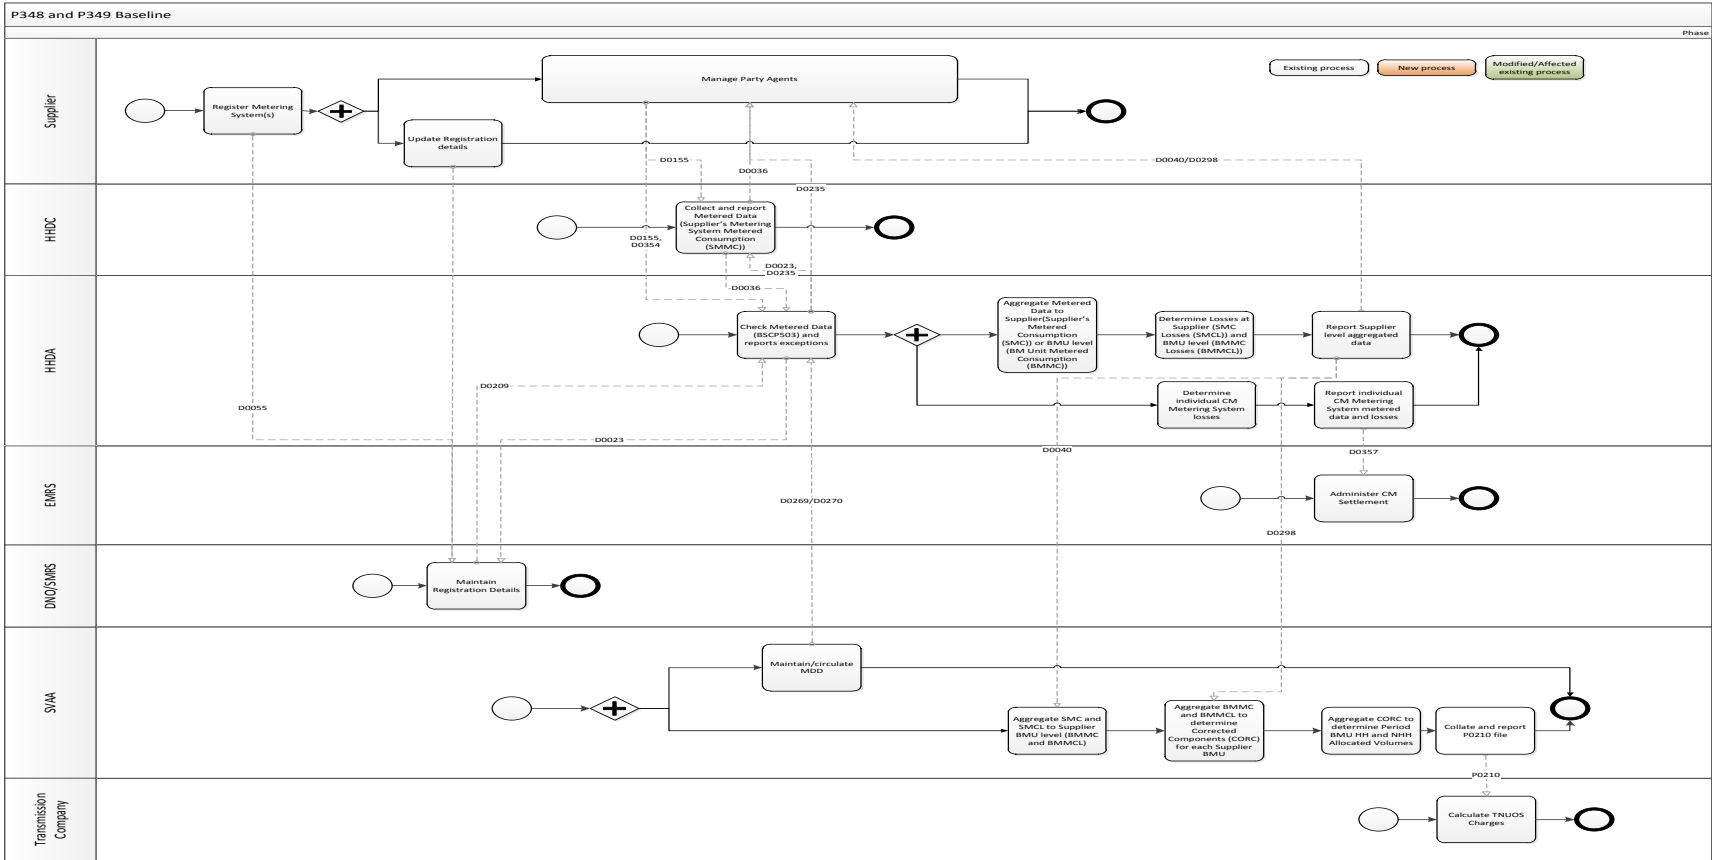 P348 and P349 Baseline
Phase
Supplier
Register Metering
System(s)
Manage Party Agents
Update Registration
details
Existing process
New process
Modified/Affected
existing process
D0155
D0036
D0040/D0298
D0235
HHDC
Collect and report
Metered Data
(Supplier's Metering
System Metered
Consumption
(SMMC))
D0155,
D0354
D0023,
D0235
D0036
HHDA
Check Metered Data
(BSCP503) and
reports exceptions
Aggregate Metered
Data to
Supplier(Supplier's
Metered
Consumption
(SMC)) or BMU level
(BM Unit Metered
Consumption
(BMMC))
Determine Losses at
Supplier (SMC
Losses (SMCL)) and
BMU level (BMMC
Losses (BMMCL))
Report Supplier
level aggregated
data
D0209
D0055
Determine
individual CM
Metering System
losses
Report individual
CM Metering
System metered
data and losses
D0023
D0040
D0357
EMRS
Administer CM
Settlement
D0269/D0270
D0298
DNO/SMRS
Maintain
Registration Details
SVAA
Maintain/circulate
MDD
Aggregate SMC and
SMCL to Supplier
BMU level (BMMC
and BMMCL)
Aggregate BMMC
and BMMCL to
determine
Corrected
Components (CORC)
for each Supplier
BMU
Aggregate CORC to
determine Period
BMU HH and NHH
Allocated Volumes
Collate and report
P0210 file
P0210
Transmission
Company
Calculate TNUOS
Charges